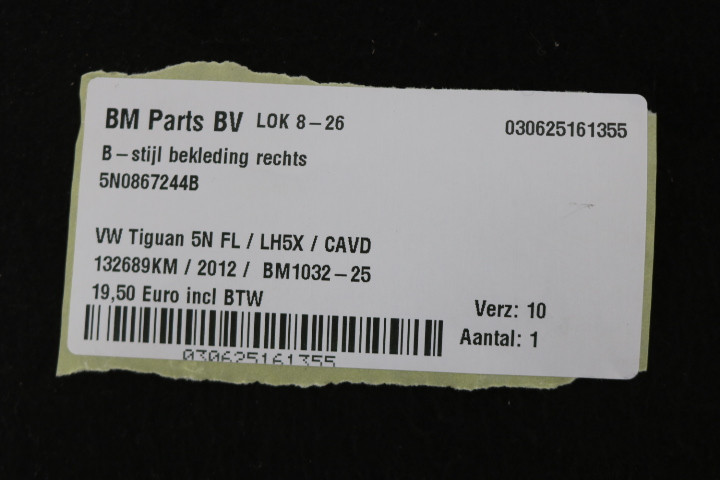 BM Parts BV LOK 8-26 030625161355
B-stijl bekleding rechts
5N0867244B
VW Tiguan 5N FL / LH5X / CAVD
132689KM / 2012 / BM1032-25
19,50 Euro incl BTW
Verz: 10
Aantal: 1
030625161355